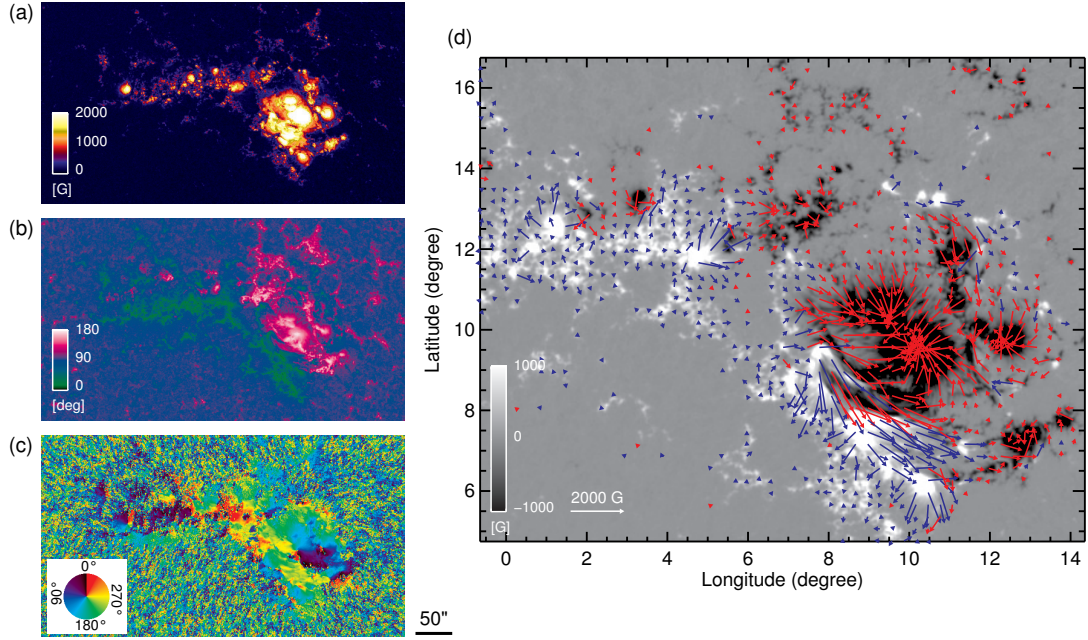 (a)
2000
1000
0
[G]
(b)
180
90
0
[deg]
(c)
0°
90°
270°
180°
50"
(d)
16
14
12
10
8
6
Latitude (degree)
1000
0
−1000
[G]
2000 G
0 2 4 6 8 10 12 14
Longitude (degree)